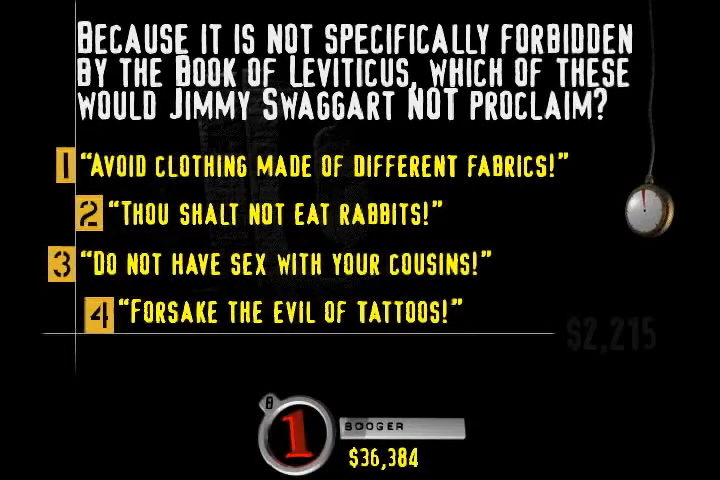 BECAUSE IT IS NOT SPECIFICALLY FORBIDDEN
BY THE BOOK OF LEVITICUS, WHICH OF THESE
WOULD JIMMY SWAGGART NOT PROCLAIM?
1 "AVOID CLOTHING MADE OF DIFFERENT FABRICS!"
2 "THOU SHALT NOT EAT RABBITS!"
3 "DO NOT HAVE SEX WITH YOUR COUSINS!"
4 "FORSAKE THE EVIL OF TATTOOS!"
$2,215
1 BOOGER
$36,384